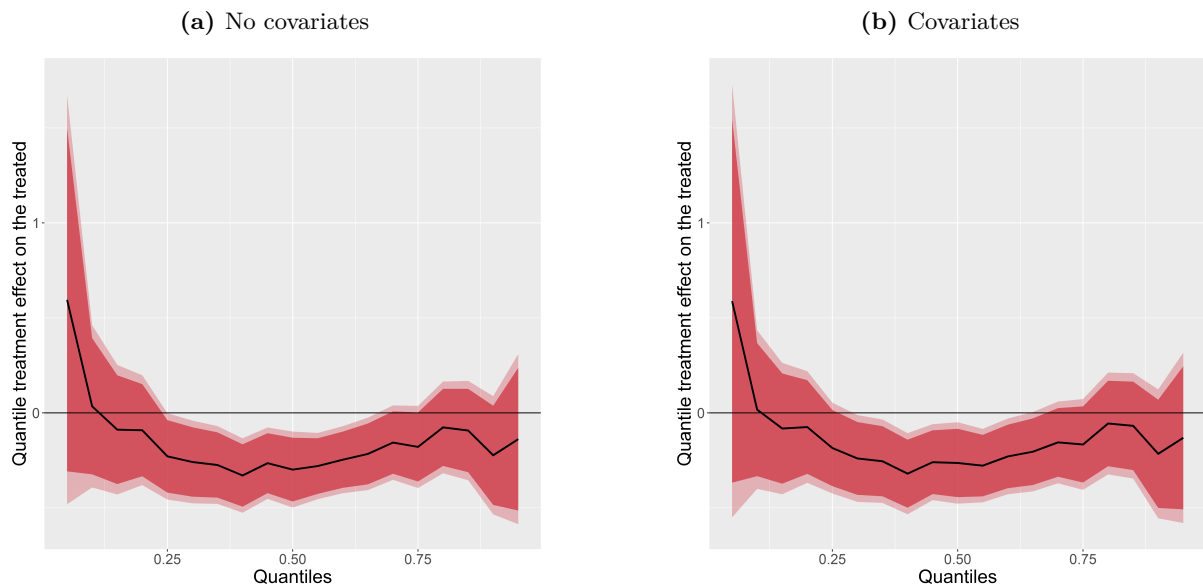 (a) No covariates
Quantile treatment effect on the treated
1
0
0.25 0.50 0.75
Quantiles
(b) Covariates
Quantile treatment effect on the treated
1
0
0.25 0.50 0.75
Quantiles